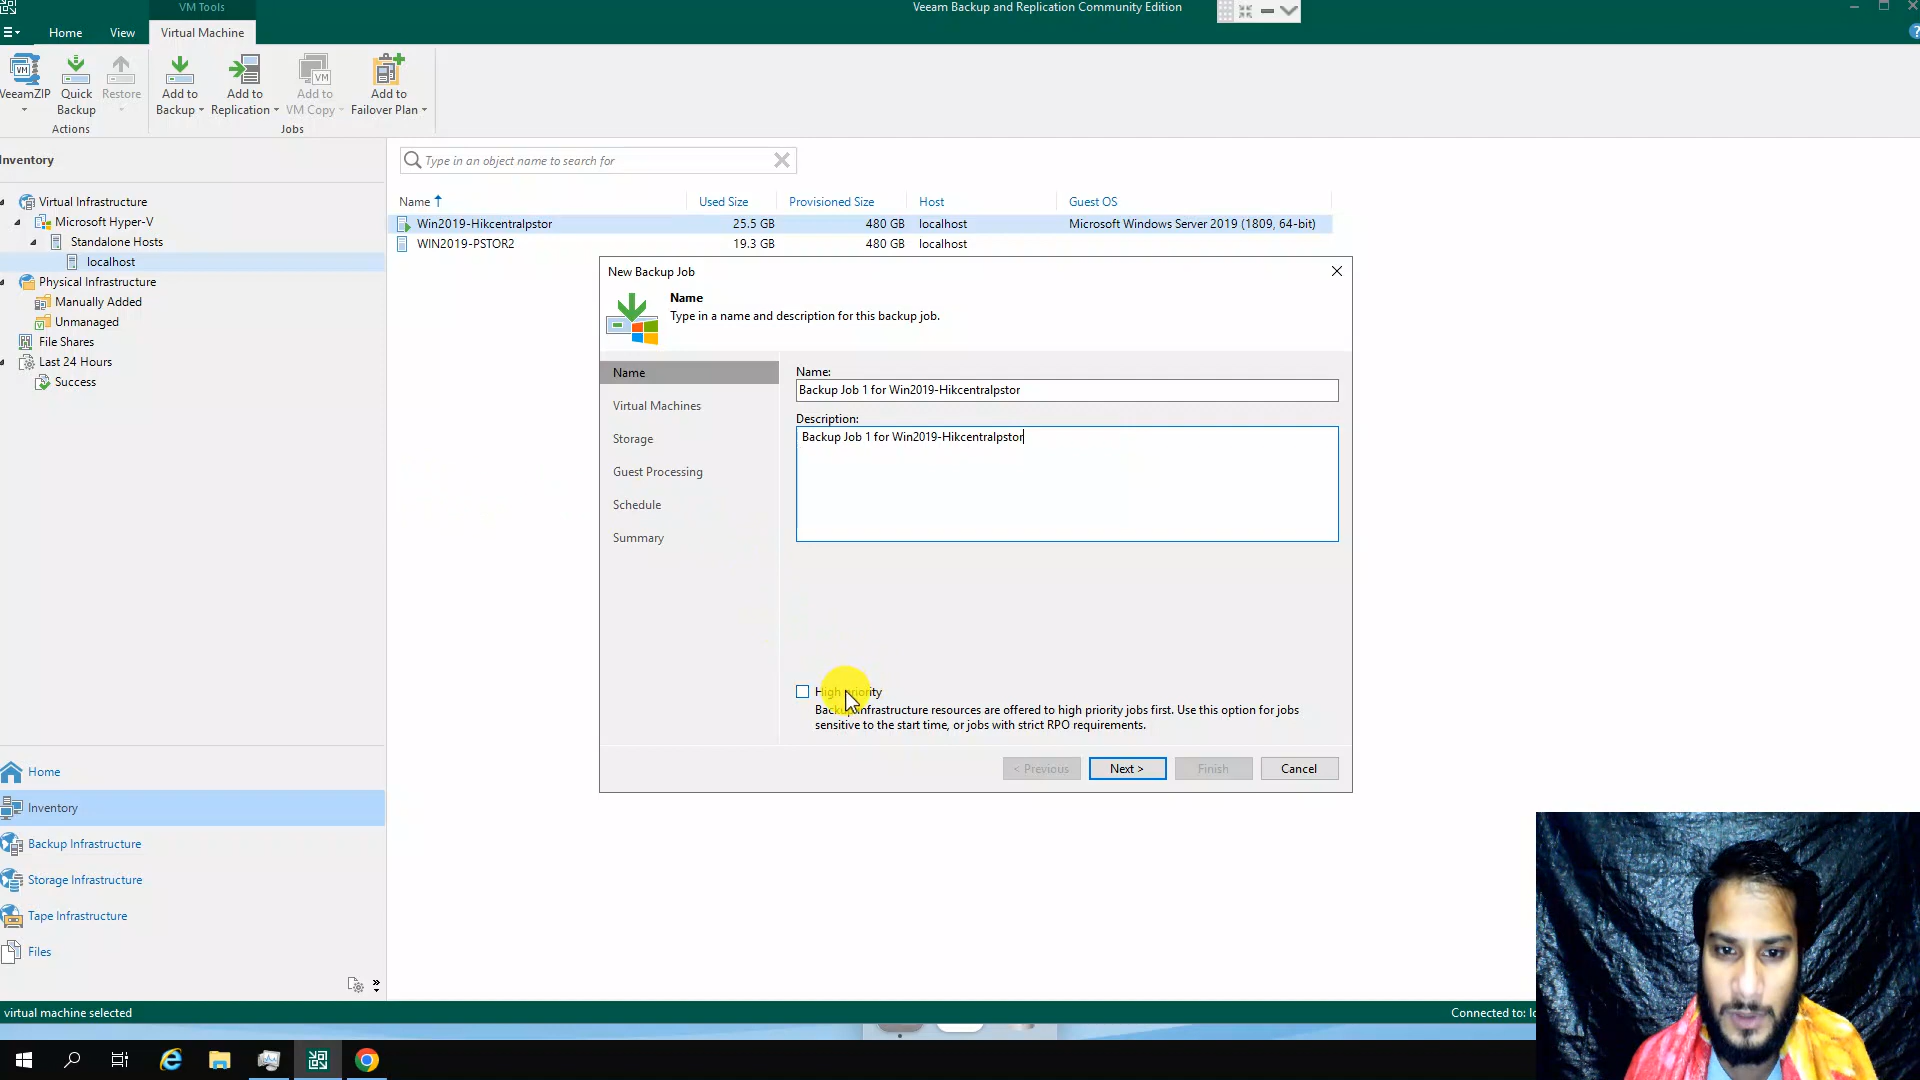 VM Tools
Veeam Backup and Replication Community Edition
Home
View
Virtual Machine
VeeamZIP
Quick
Backup
Restore
Add to
Backup
Add to
Replication
Add to
VM Copy
Add to
Failover Plan
Actions
Jobs
Inventory
Type in an object name to search for
Virtual Infrastructure
Microsoft Hyper-V
Standalone Hosts
localhost
Physical Infrastructure
Manually Added
Unmanaged
File Shares
Last 24 Hours
Success
Name
Used Size
Provisioned Size
Host
Guest OS
Win2019-Hikcentralpstor
25.5 GB
480 GB
localhost
Microsoft Windows Server 2019 (1809, 64-bit)
WIN2019-PSTOR2
19.3 GB
480 GB
localhost
New Backup Job
Name
Type in a name and description for this backup job.
Name
Virtual Machines
Storage
Guest Processing
Schedule
Summary
Name:
Backup Job 1 for Win2019-Hikcentralpstor
Description:
Backup Job 1 for Win2019-Hikcentralpstor
High priority
Backup infrastructure resources are offered to high priority jobs first. Use this option for jobs
sensitive to the start time, or jobs with strict RPO requirements.
< Previous
Next >
Finish
Cancel
Home
Inventory
Backup Infrastructure
Storage Infrastructure
Tape Infrastructure
Files
virtual machine selected
Connected to: